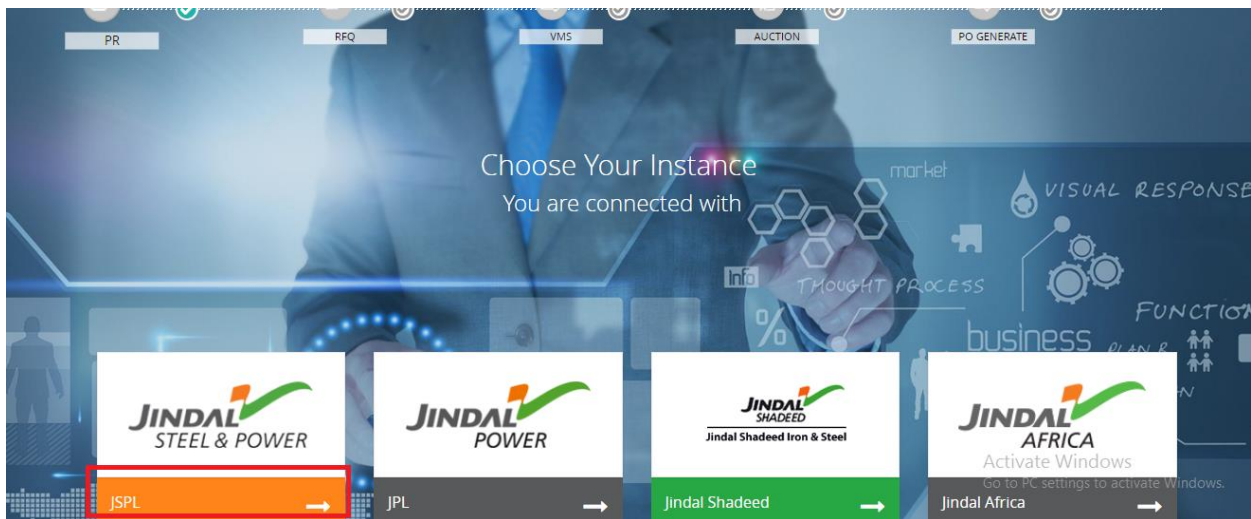 PR
RFQ
VMS
AUCTION
PO GENERATE
Choose Your Instance
You are connected with
market
VISUAL RESPONSE
Info
THOUGHT PROCESS
%
FUNCTION
business
PLAN &
JINDAL
STEEL & POWER
JSPL
JINDAL
POWER
JPL
JINDAL
SHADEED
Jindal Shadeed Iron & Steel
Jindal Shadeed
JINDAL
AFRICA
Jindal Africa
Activate Windows
Go to PC settings to activate Windows.